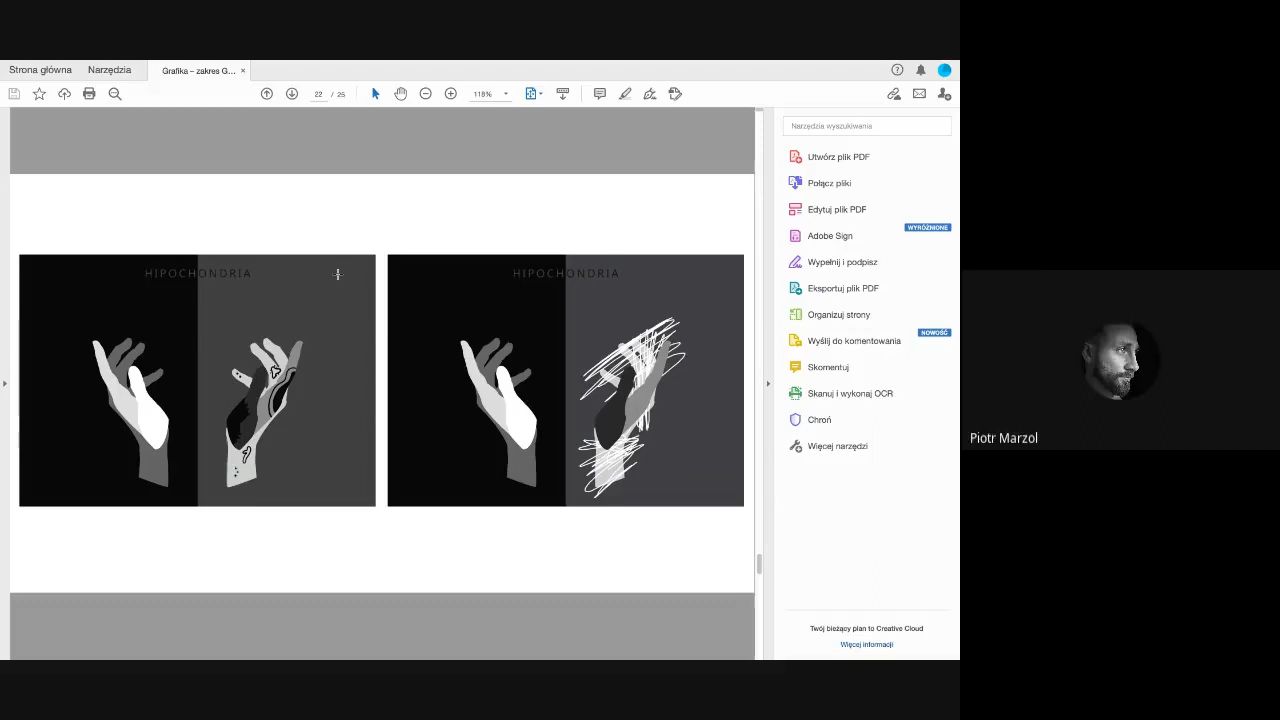 Strona główna
Narzędzia
Grafika – zakres G...
22 / 25
118%
HIPOCHONDRIA
HIPOCHONDRIA
Narzędzia wyszukiwania
Utwórz plik PDF
Połącz pliki
Edytuj plik PDF
WYRÓŻNIONE
Adobe Sign
Wypełnij i podpisz
Eksportuj plik PDF
Organizuj strony
NOWOŚĆ
Wyślij do komentowania
Skomentuj
Skanuj i wykonaj OCR
Chroń
Więcej narzędzi
Twój bieżący plan to Creative Cloud
Więcej informacji
Piotr Marzol